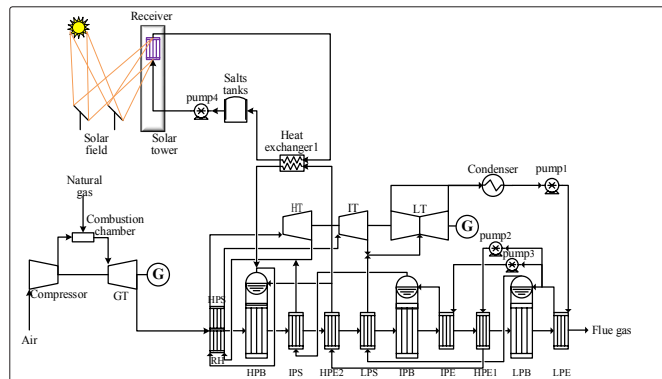 Receiver
Solar
field
Solar
tower
pump4
Salts
tanks
Heat
exchanger1
Condenser
pump1
Natural
gas
Combustion
chamber
HT
IT
LT
G
pump2
pump3
Compressor
GT
G
Air
HPS
RH
HPB
IPS
HPE2
LPS
IPB
IPE
HPE1
LPB
LPE
Flue gas